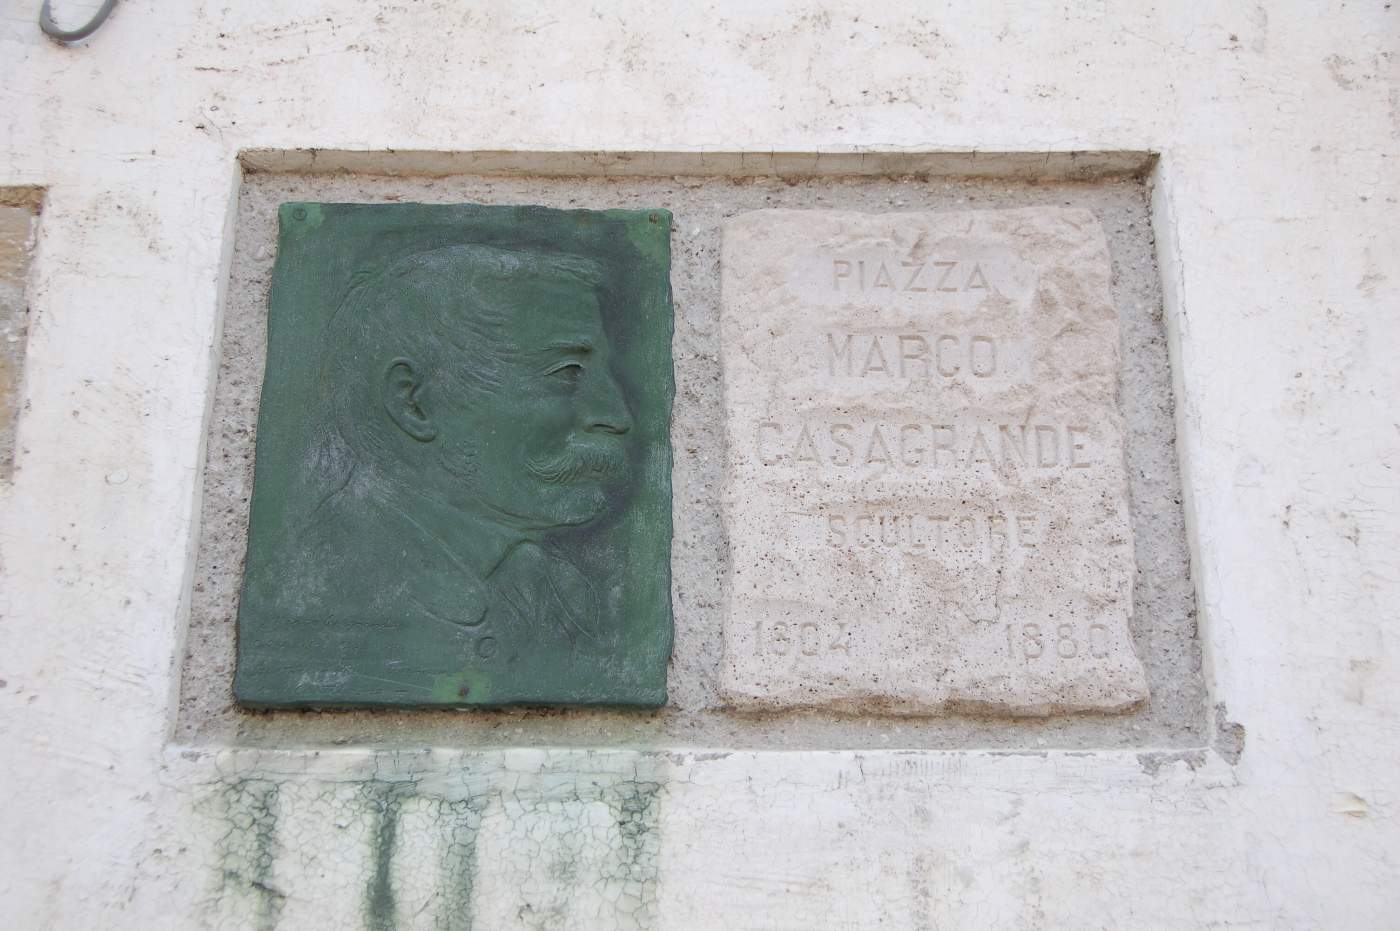 PIAZZA
MARCO
CASAGRANDE
SCULTORE
1804 1880